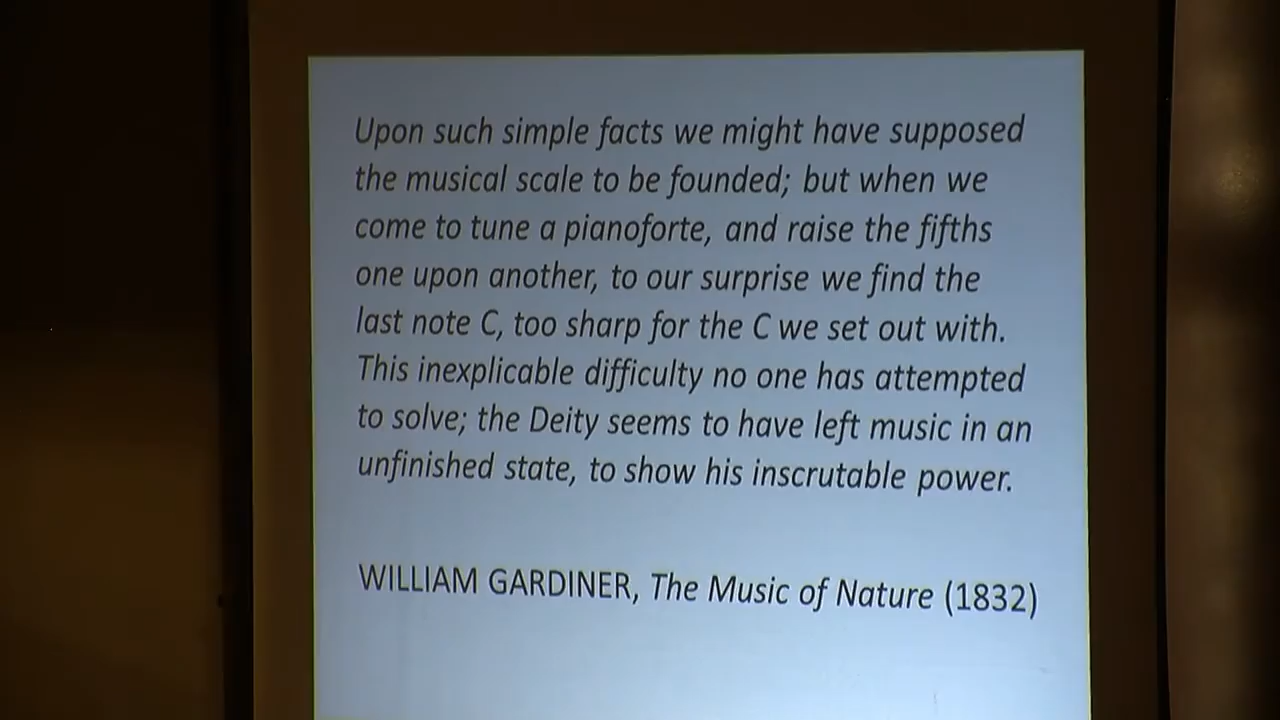 Upon such simple facts we might have supposed
the musical scale to be founded; but when we
come to tune a pianoforte, and raise the fifths
one upon another, to our surprise we find the
last note C, too sharp for the C we set out with.
This inexplicable difficulty no one has attempted
to solve; the Deity seems to have left music in an
unfinished state, to show his inscrutable power.
WILLIAM GARDINER, The Music of Nature (1832)